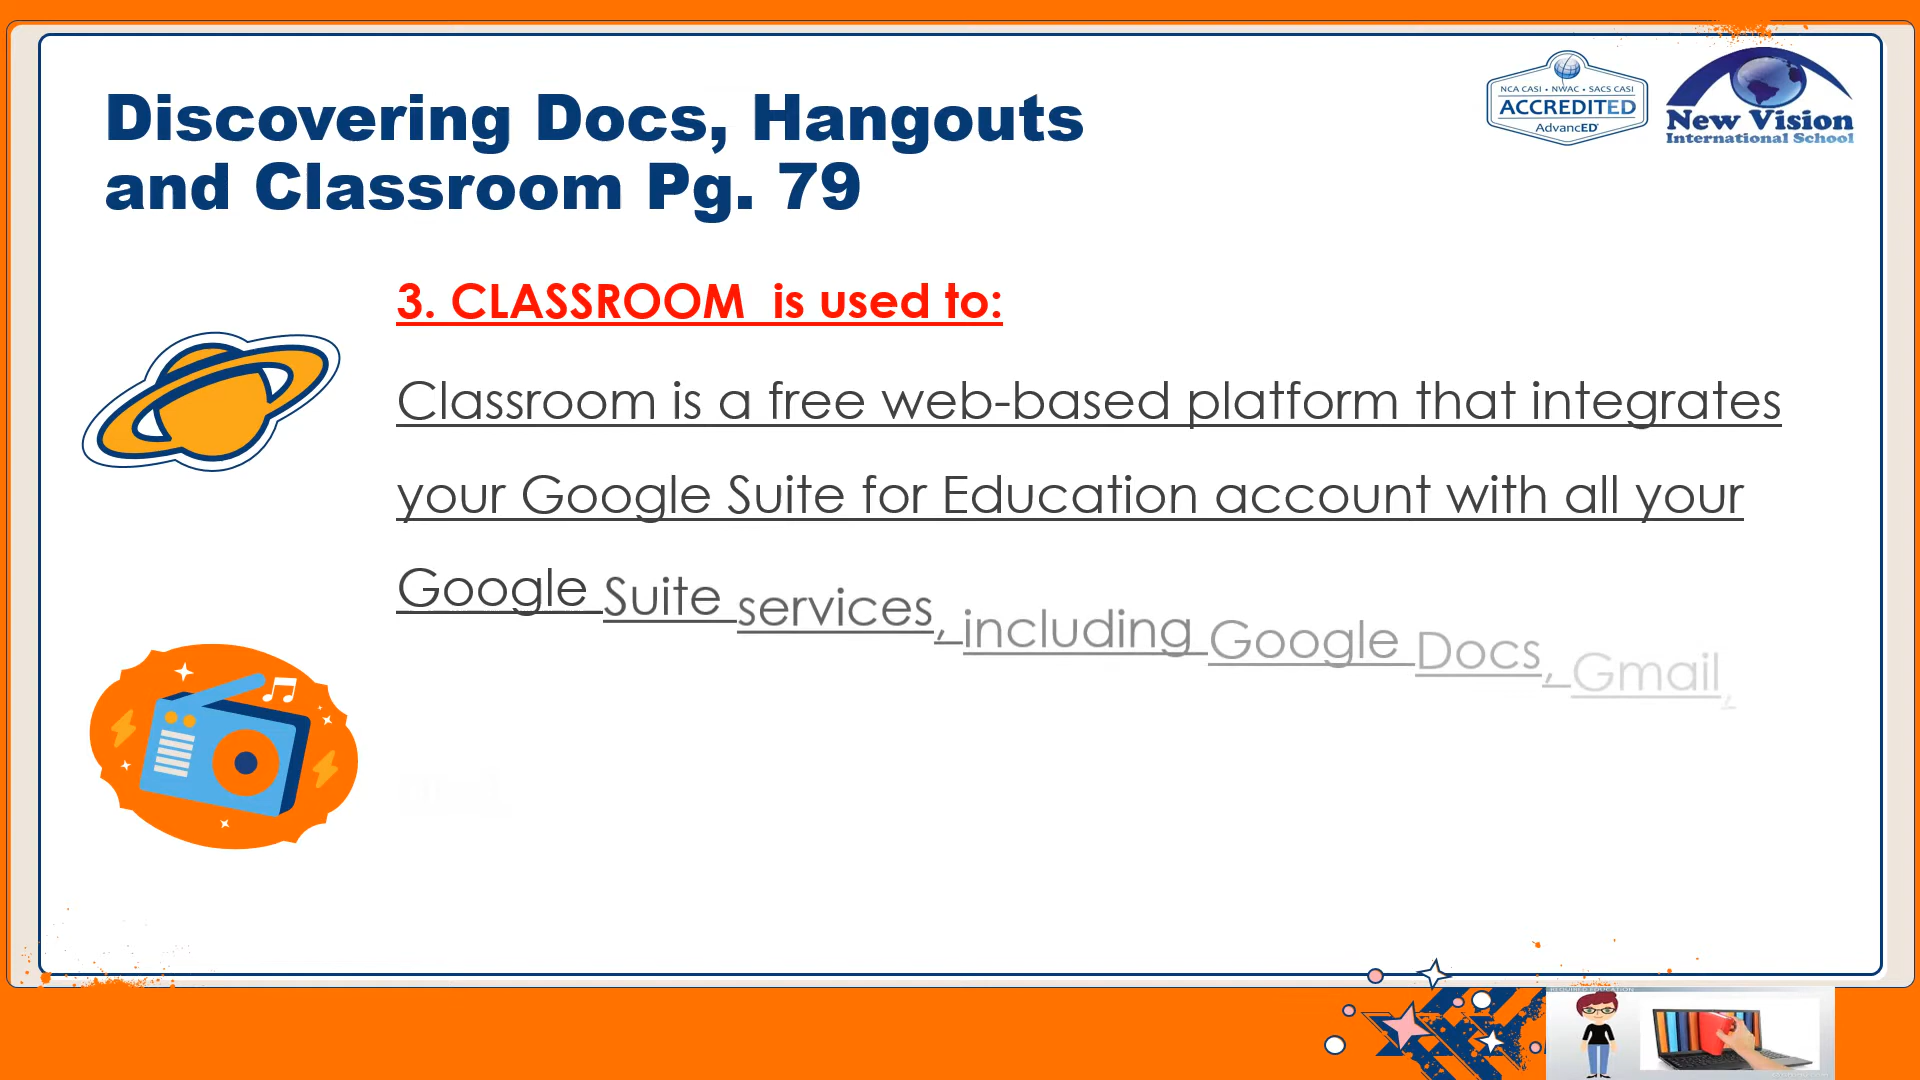 Discovering Docs, Hangouts
and Classroom Pg. 79
NCA CASI • NWAC • SACS CASI
ACCREDITED
AdvancED
New Vision
International School
3. CLASSROOM is used to:
Classroom is a free web-based platform that integrates
your Google Suite for Education account with all your
Google Suite services, including Google Docs, Gmail,